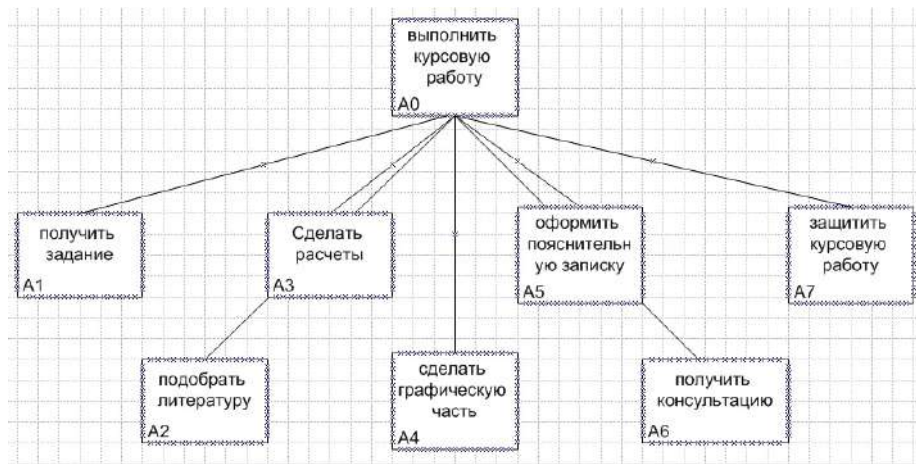 выполнить
курсовую
работу
A0
получить
задание
A1
Сделать
расчеты
A3
оформить
пояснительн
ую записку
A5
защитить
курсовую
работу
A7
подобрать
литературу
A2
сделать
графическую
часть
A4
получить
консультацию
A6